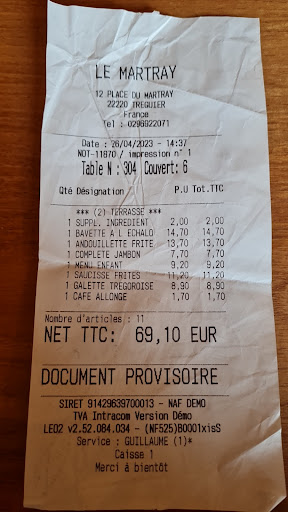 LE MARTRAY
12 PLACE DU MARTRAY
22220 TREGUIER
France
Tel : 0296922071
Date : 26/04/2023 - 14:37
NOT-11870 / impression n° 1
Table N : 304 Couvert: 6
Qté Désignation P.U Tot.TTC
*** (2) TERRASSE ***
1 SUPPL. INGREDIENT 2,00 2,00
1 BAVETTE A L ECHALO 14,70 14,70
1 ANDOUILLETTE FRITE 13,70 13,70
1 COMPLETE JAMBON 7,70 7,70
1 MENU ENFANT 9,20 9,20
1 SAUCISSE FRITES 11,20 11,20
1 GALETTE TREGOROISE 8,90 8,90
1 CAFE ALLONGE 1,70 1,70
Nombre d'articles : 11
NET TTC: 69,10 EUR
DOCUMENT PROVISOIRE
SIRET 91429639700013 - NAF DEMO
TVA Intracom Version Démo
LEO2 v2.52.084.034 - (NF525)B0001xisS
Service : GUILLAUME (1)*
Caisse 1
Merci à bientôt